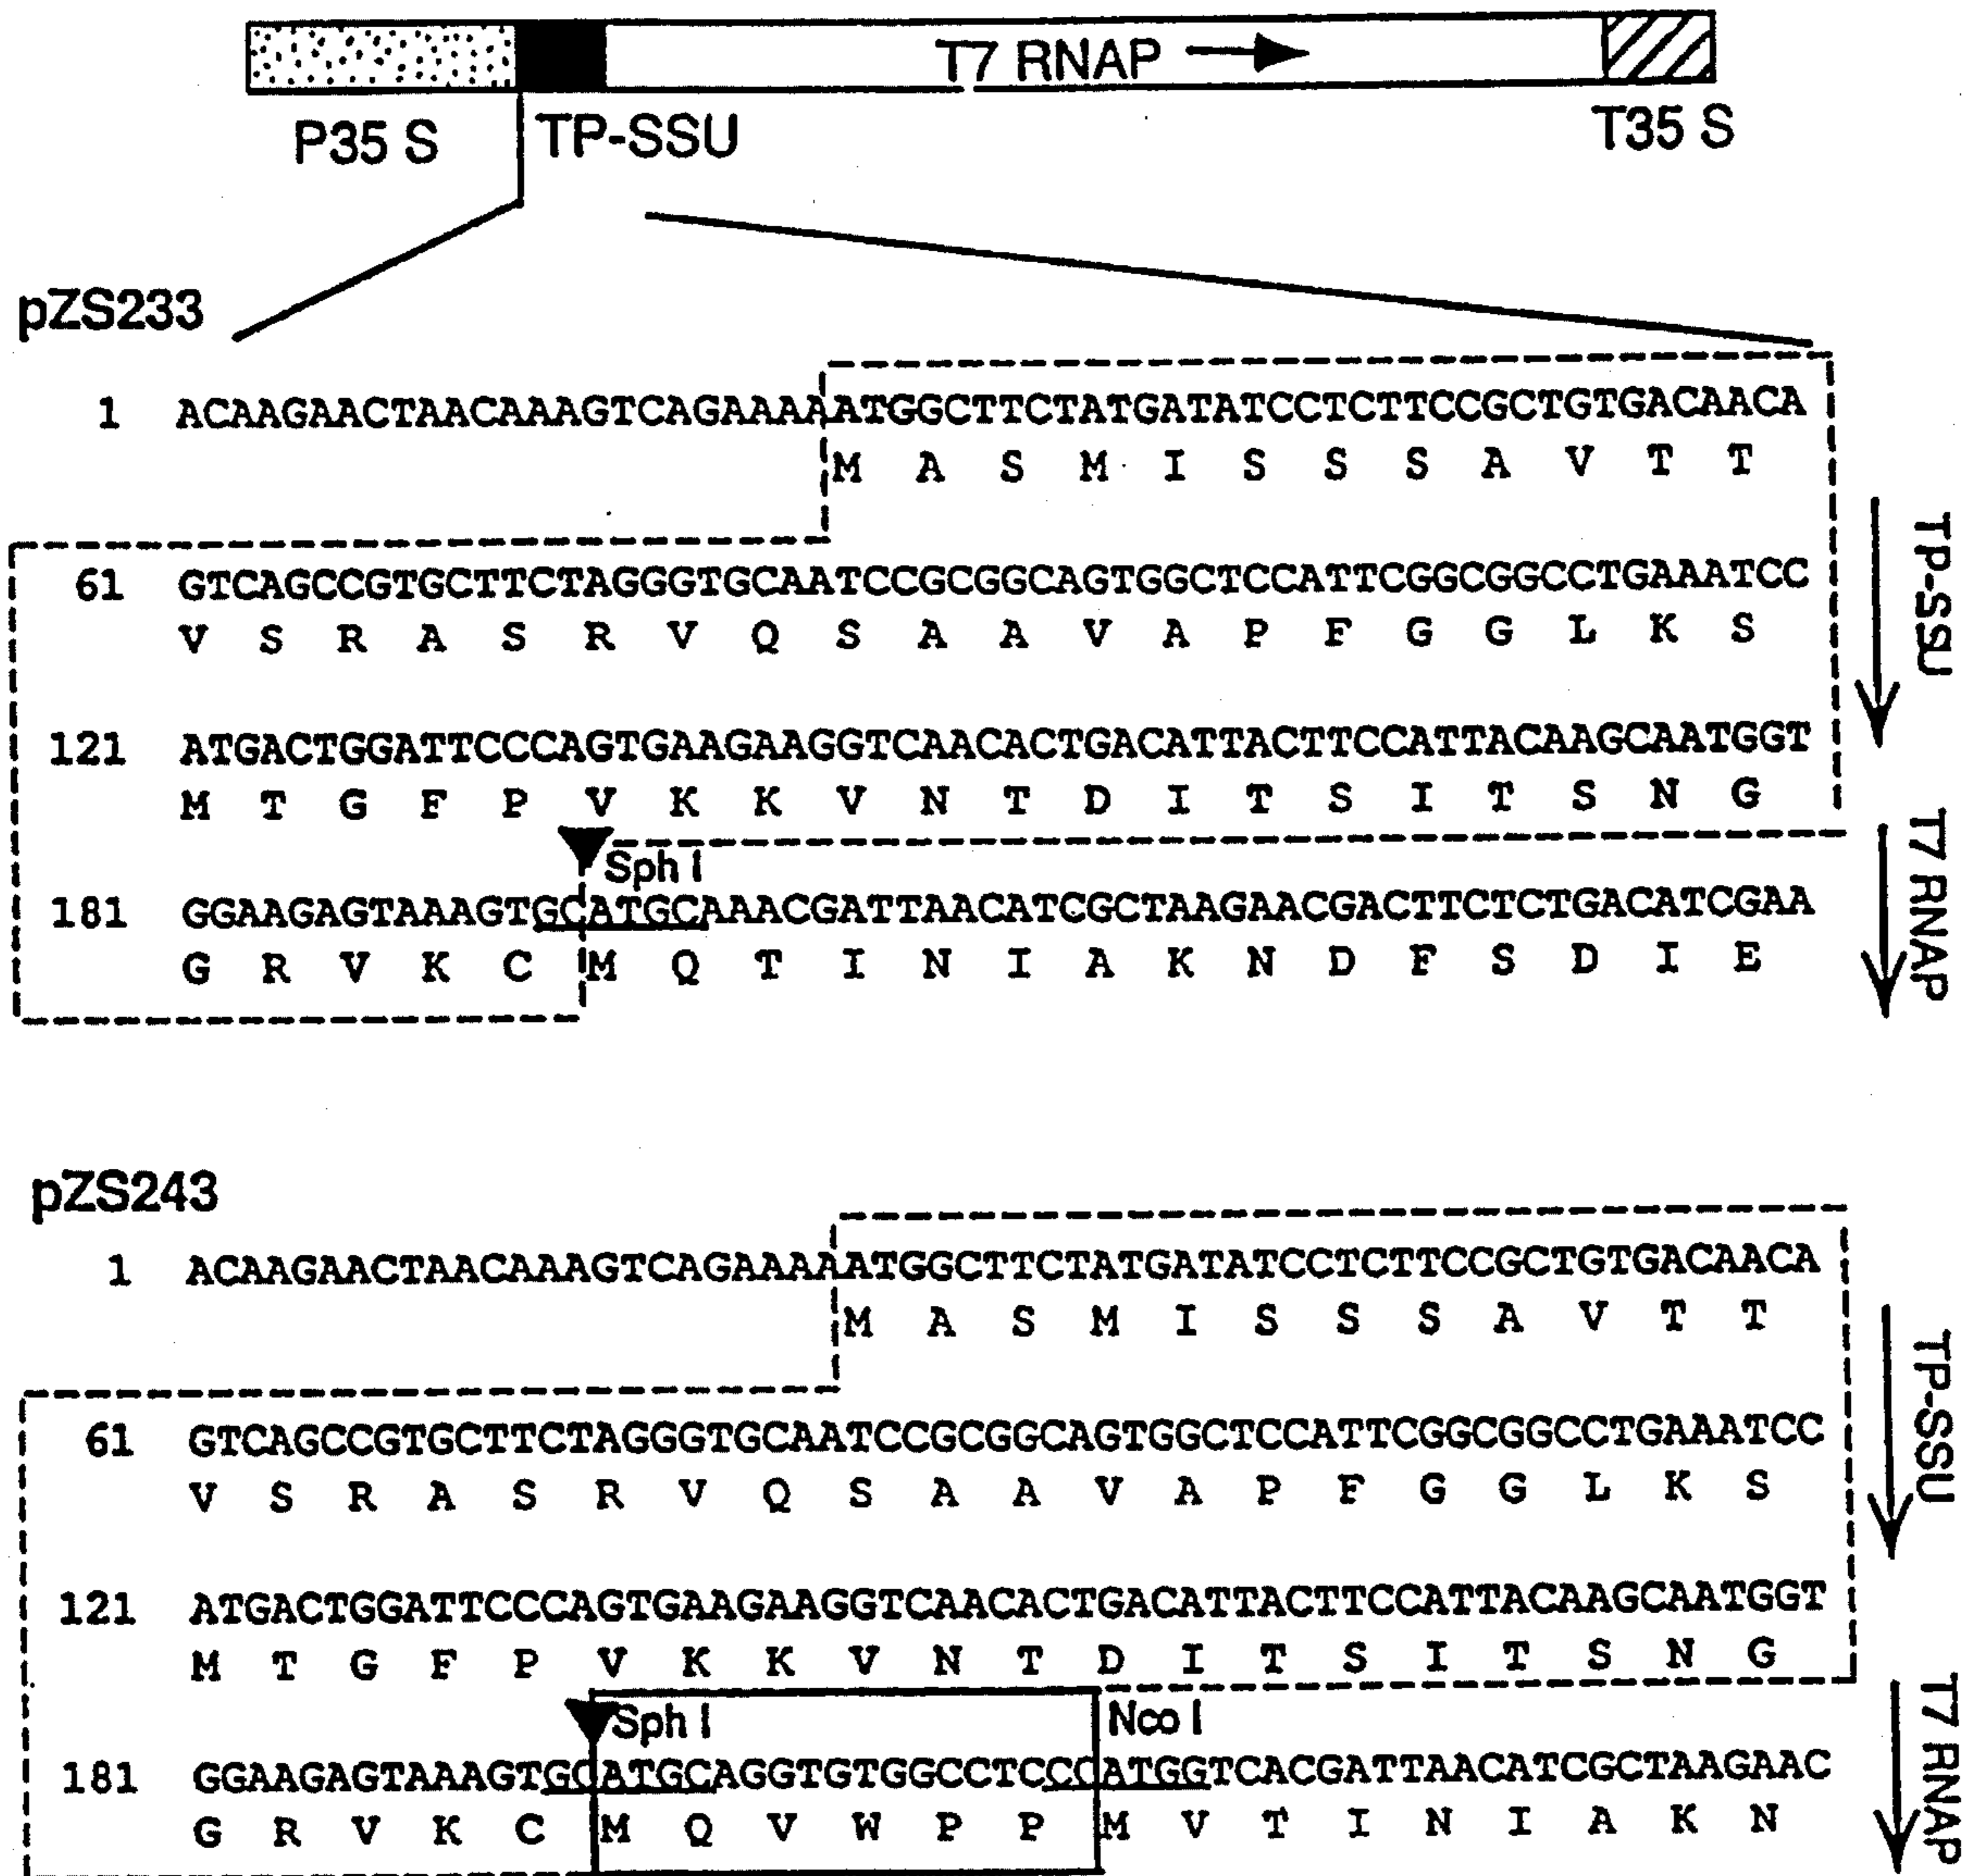 T7 RNAP
P35 S TP-SSU T35 S
pZS233
1 ACAAGAACTAACAAAGTCAGAAAAATGGCTTCTATGATATCCTCTTCCGCTGTGACAACA
M A S M I S S S A V T T
61 GTCAGCCGTGCTTCTAGGGTGCAATCCGCGGCAGTGGCTCCATTCGGCGGCCTGAAATCC
V S R A S R V Q S A A V A P F G G L K S
TP-SSU
121 ATGACTGGATTCCCAGTGAAGAAGGTCAACACTGACATTACTTCCATTACAAGCAATGGT
M T G F P V K K V N T D I T S I T S N G
Sph I
181 GGAAGAGTAAAGTGCATGCAAACGATTAACATCGCTAAGAACGACTTCTCTGACATCGAA
G R V K C M Q T I N I A K N D F S D I E
T7 RNAP
pZS243
1 ACAAGAACTAACAAAGTCAGAAAAATGGCTTCTATGATATCCTCTTCCGCTGTGACAACA
M A S M I S S S A V T T
61 GTCAGCCGTGCTTCTAGGGTGCAATCCGCGGCAGTGGCTCCATTCGGCGGCCTGAAATCC
V S R A S R V Q S A A V A P F G G L K S
TP-SSU
121 ATGACTGGATTCCCAGTGAAGAAGGTCAACACTGACATTACTTCCATTACAAGCAATGGT
M T G F P V K K V N T D I T S I T S N G
Sph I Nco I
181 GGAAGAGTAAAGTGCATGCAGGTGTGGCCTCCCATGGTCACGATTAACATCGCTAAGAAC
G R V K C M Q V W P P M V T I N I A K N
T7 RNAP